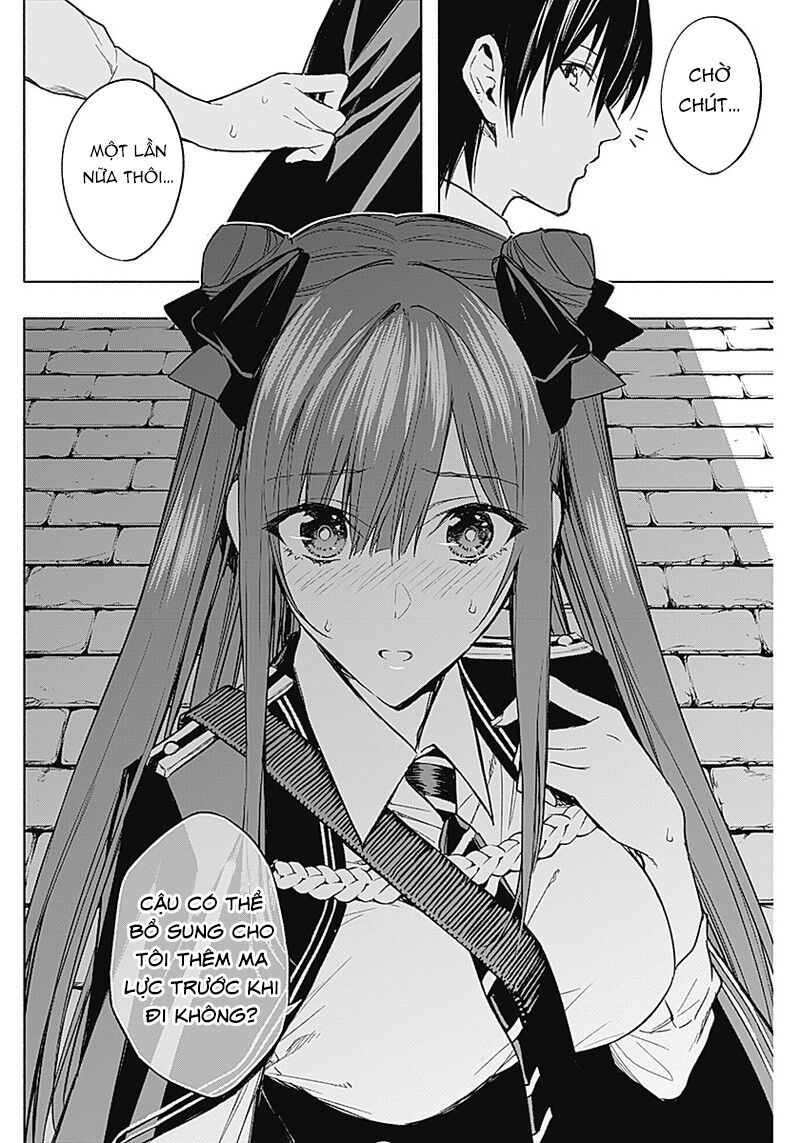 CHỜ
CHÚT...
MỘT LẦN
NỮA THÔI...
CẬU CÓ THỂ
BỔ SUNG CHO
TÔI THÊM MA
LỰC TRƯỚC KHI
ĐI KHÔNG?